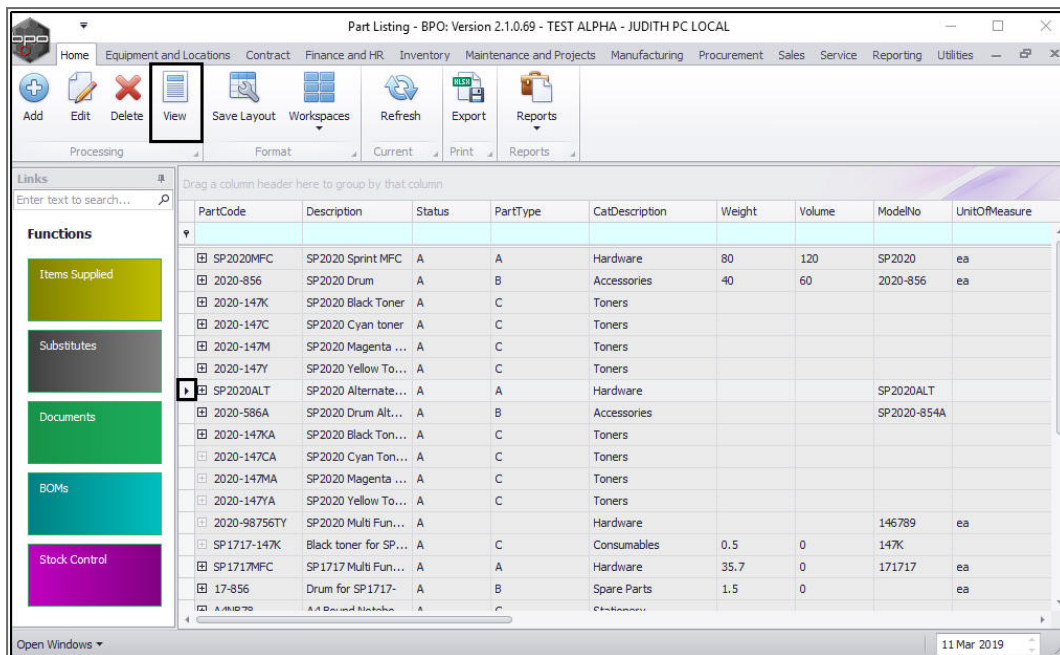 Part Listing - BPO: Version 2.1.0.69 - TEST ALPHA - JUDITH PC LOCAL
bpo
Home Equipment and Locations Contract Finance and HR Inventory Maintenance and Projects Manufacturing Procurement Sales Service Reporting Utilities
Add Edit Delete View Save Layout Workspaces Refresh Export Reports
Processing Format Current Print Reports
Links
Enter text to search...
Functions
Items Supplied
Substitutes
Documents
BOMs
Stock Control
Drag a column header here to group by that column
PartCode Description Status PartType CatDescription Weight Volume ModelNo UnitOfMeasure
SP2020MFC SP2020 Sprint MFC A A Hardware 80 120 SP2020 ea
2020-856 SP2020 Drum A B Accessories 40 60 2020-856 ea
2020-147K SP2020 Black Toner A C Toners
2020-147C SP2020 Cyan toner A C Toners
2020-147M SP2020 Magenta ... A C Toners
2020-147Y SP2020 Yellow To... A C Toners
SP2020ALT SP2020 Alternate... A A Hardware SP2020ALT
2020-586A SP2020 Drum Alt... A B Accessories SP2020-854A
2020-147KA SP2020 Black Ton... A C Toners
2020-147CA SP2020 Cyan Ton... A C Toners
2020-147MA SP2020 Magenta ... A C Toners
2020-147YA SP2020 Yellow To... A C Toners
2020-98756TY SP2020 Multi Fun... A Hardware 146789 ea
SP1717-147K Black toner for SP... A C Consumables 0.5 0 147K
SP1717MFC SP1717 Multi Fun... A A Hardware 35.7 0 171717 ea
17-856 Drum for SP1717- A B Spare Parts 1.5 0 ea
Open Windows 11 Mar 2019